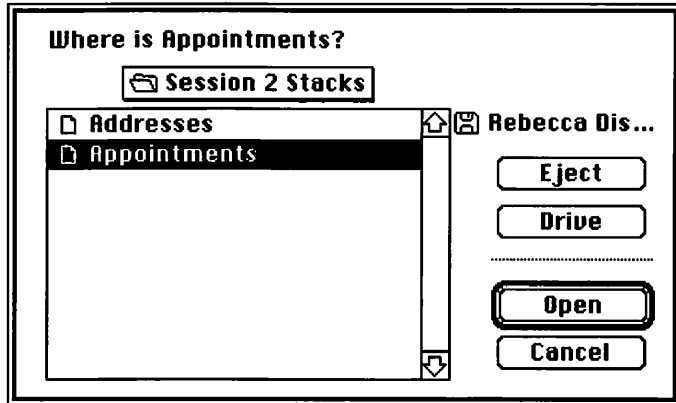 Where is Appointments?
Session 2 Stacks
Addresses
Appointments
Rebecca Dis...
Eject
Drive
Open
Cancel